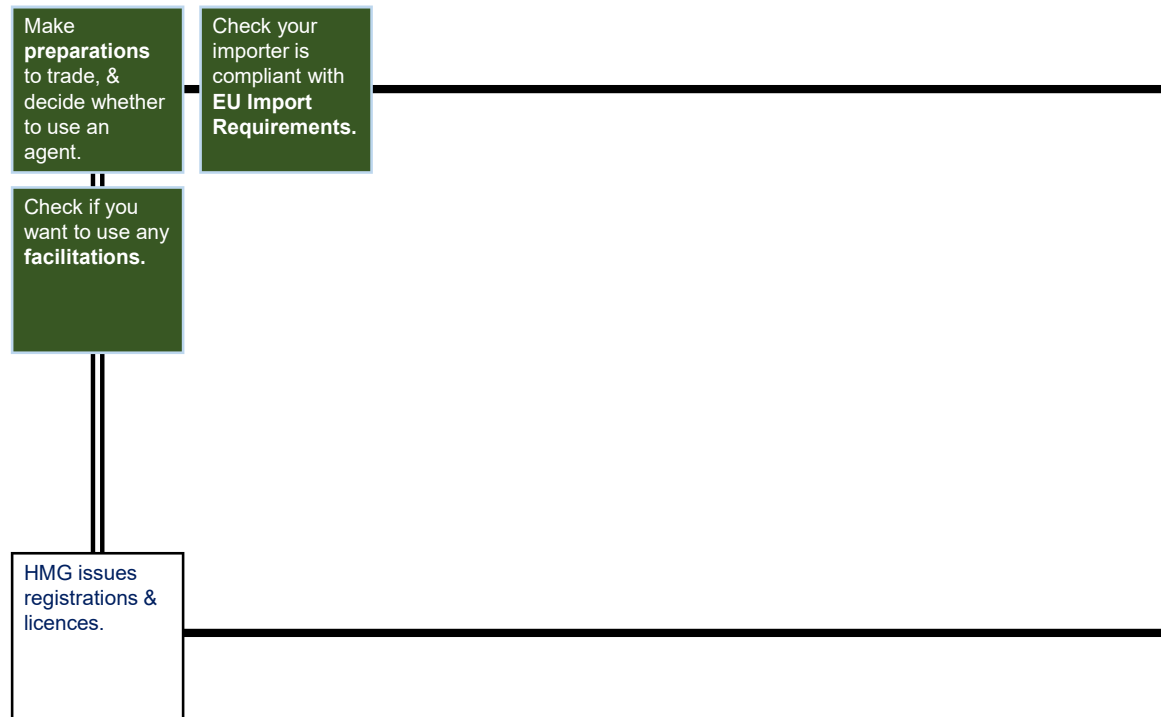 Make
preparations
to trade, &
decide whether
to use an
agent.
Check your
importer is
compliant with
EU Import
Requirements.
Check if you
want to use any
facilitations.
HMG issues
registrations &
licences.